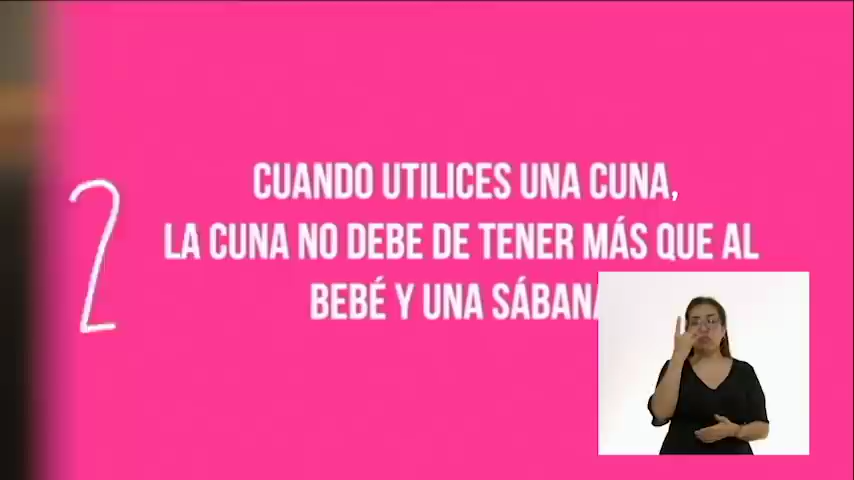 2
CUANDO UTILICES UNA CUNA,
LA CUNA NO DEBE DE TENER MÁS QUE AL
BEBÉ Y UNA SÁBANA